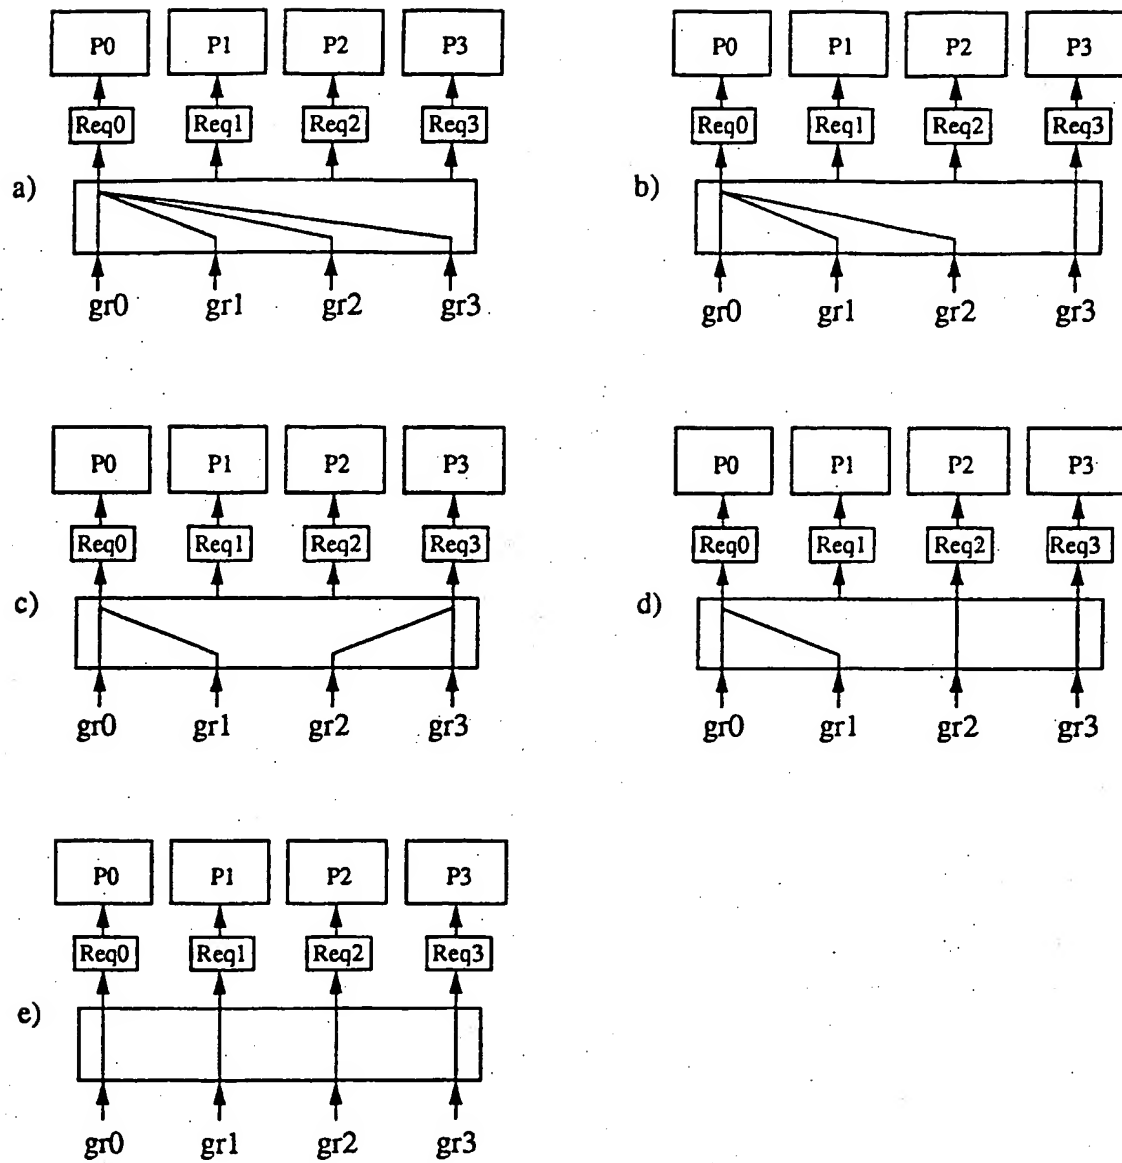 P0 P1 P2 P3
Req0 Req1 Req2 Req3
a)
gr0 gr1 gr2 gr3
P0 P1 P2 P3
Req0 Req1 Req2 Req3
b)
gr0 gr1 gr2 gr3
P0 P1 P2 P3
Req0 Req1 Req2 Req3
c)
gr0 gr1 gr2 gr3
P0 P1 P2 P3
Req0 Req1 Req2 Req3
d)
gr0 gr1 gr2 gr3
P0 P1 P2 P3
Req0 Req1 Req2 Req3
e)
gr0 gr1 gr2 gr3